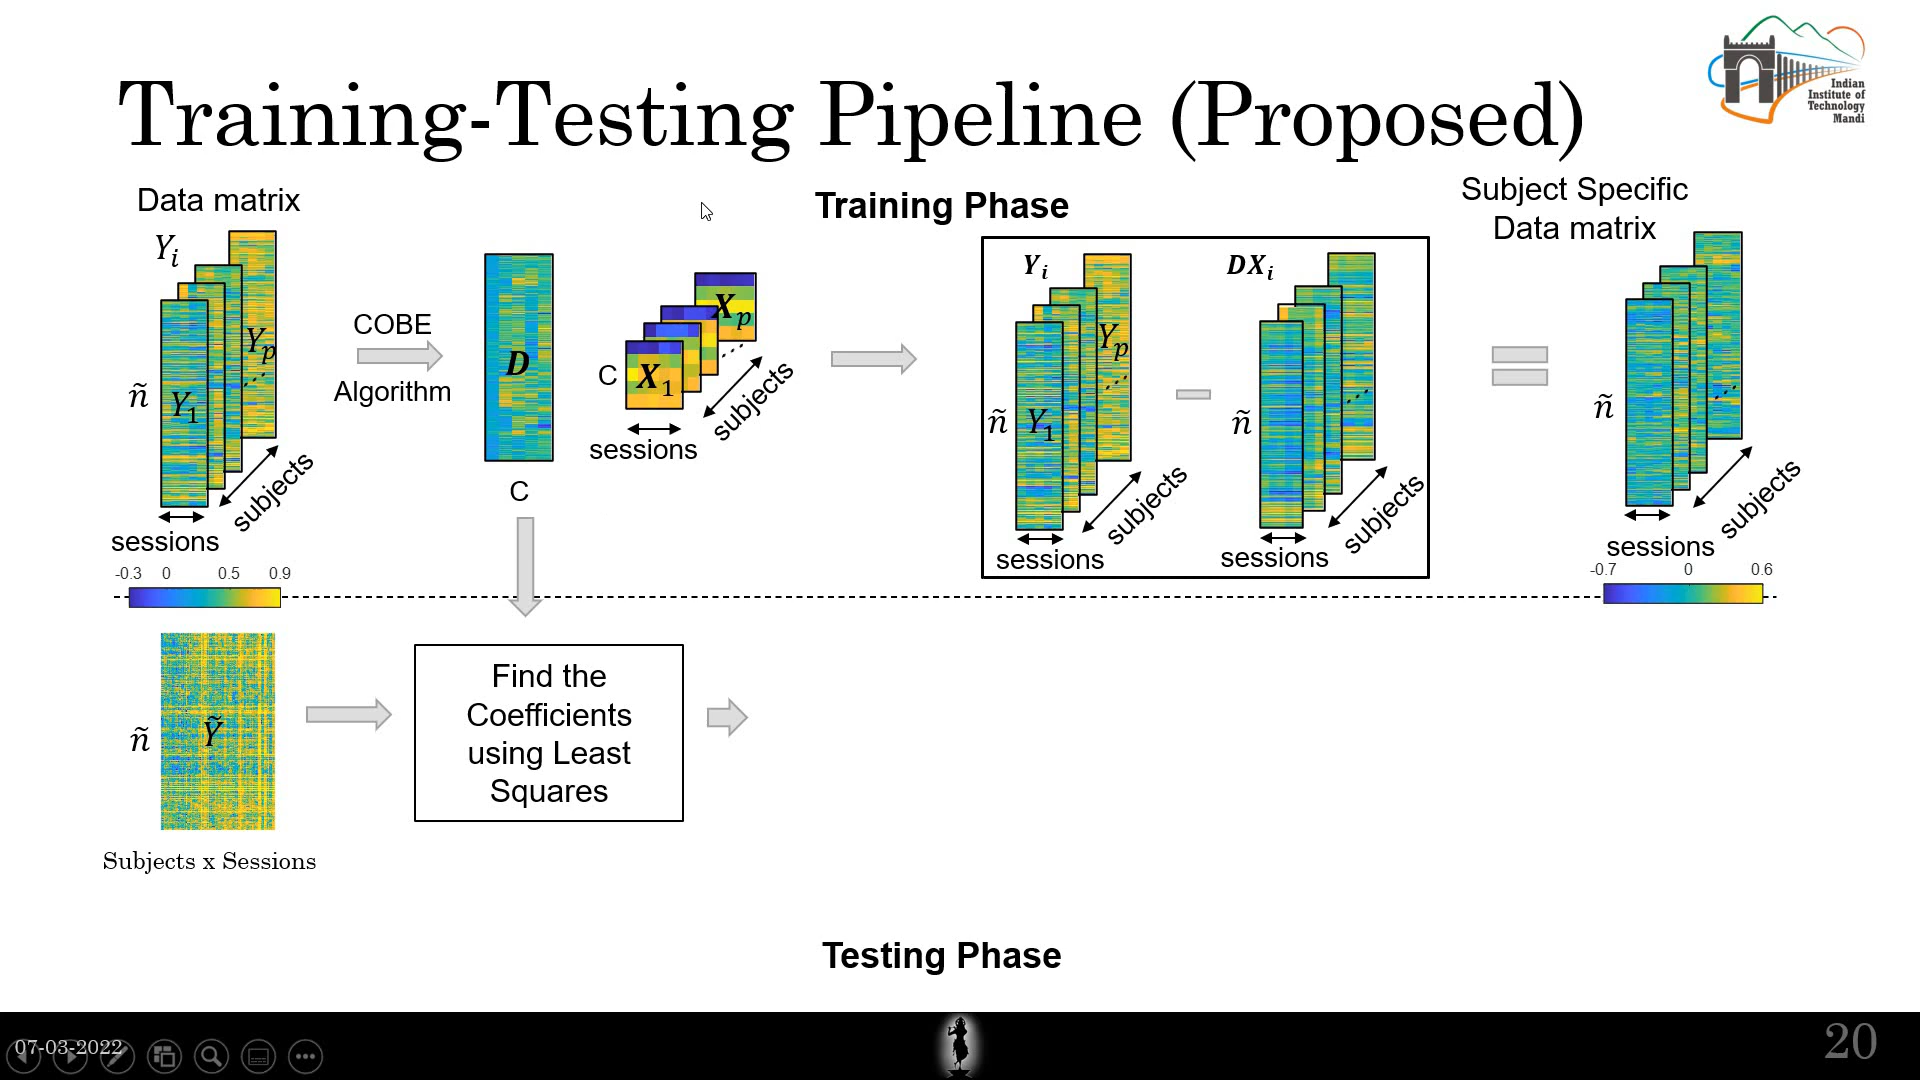 Training-Testing Pipeline (Proposed)
Indian
Institute of
Technology
Mandi
Data matrix
Training Phase
Subject Specific
Data matrix
Yᵢ
Yₚ
Y₁
ñ
sessions
subjects
-0.3 0 0.5 0.9
COBE
Algorithm
D
C
Xₚ
X₁
C
sessions
subjects
Yᵢ
Yₚ
Y₁
ñ
sessions
subjects
DXᵢ
ñ
sessions
subjects
ñ
sessions
subjects
-0.7 0 0.6
ñ
Ỹ
Subjects x Sessions
Find the
Coefficients
using Least
Squares
Testing Phase
07-03-2022
20